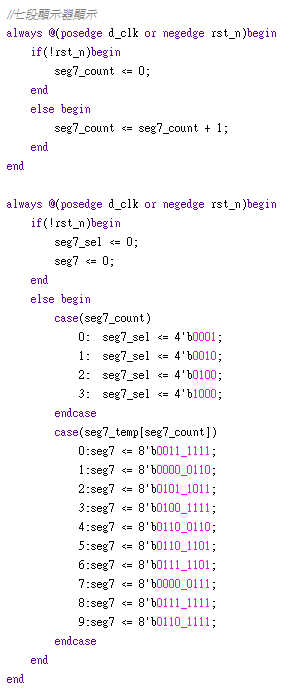 //七段顯示器顯示
always @(posedge d_clk or negedge rst_n)begin
    if(!rst_n)begin
        seg7_count <= 0;
    end
    else begin
        seg7_count <= seg7_count + 1;
    end
end

always @(posedge d_clk or negedge rst_n)begin
    if(!rst_n)begin
        seg7_sel <= 0;
        seg7 <= 0;
    end
    else begin
        case(seg7_count)
            0:  seg7_sel <= 4'b0001;
            1:  seg7_sel <= 4'b0010;
            2:  seg7_sel <= 4'b0100;
            3:  seg7_sel <= 4'b1000;
        endcase
        case(seg7_temp[seg7_count])
            0:seg7 <= 8'b0011_1111;
            1:seg7 <= 8'b0000_0110;
            2:seg7 <= 8'b0101_1011;
            3:seg7 <= 8'b0100_1111;
            4:seg7 <= 8'b0110_0110;
            5:seg7 <= 8'b0110_1101;
            6:seg7 <= 8'b0111_1101;
            7:seg7 <= 8'b0000_0111;
            8:seg7 <= 8'b0111_1111;
            9:seg7 <= 8'b0110_1111;
        endcase
    end
end